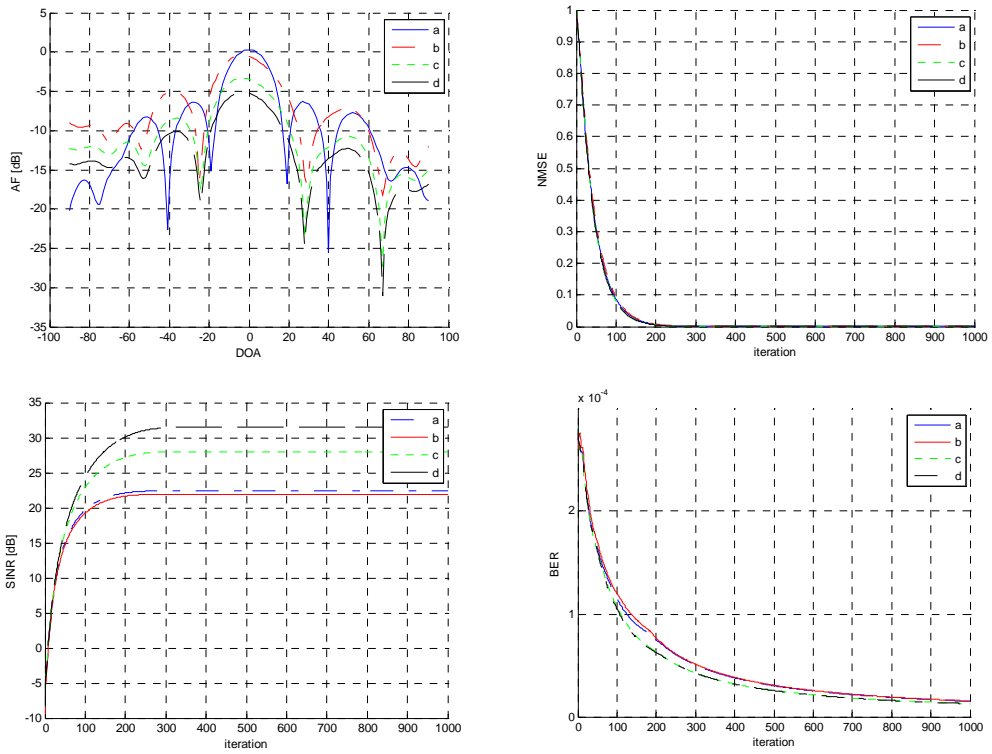 5
0
-5
-10
-15
-20
-25
-30
-35
AF [dB]
-100 -80 -60 -40 -20 0 20 40 60 80 100
DOA
a
b
c
d
1
0.9
0.8
0.7
0.6
0.5
0.4
0.3
0.2
0.1
0
NMSE
0 100 200 300 400 500 600 700 800 900 1000
iteration
a
b
c
d
35
30
25
20
15
10
5
0
-5
-10
SINR [dB]
0 100 200 300 400 500 600 700 800 900 1000
iteration
a
b
c
d
x 10^-4
2
1
0
BER
0 100 200 300 400 500 600 700 800 900 1000
iteration
a
b
c
d